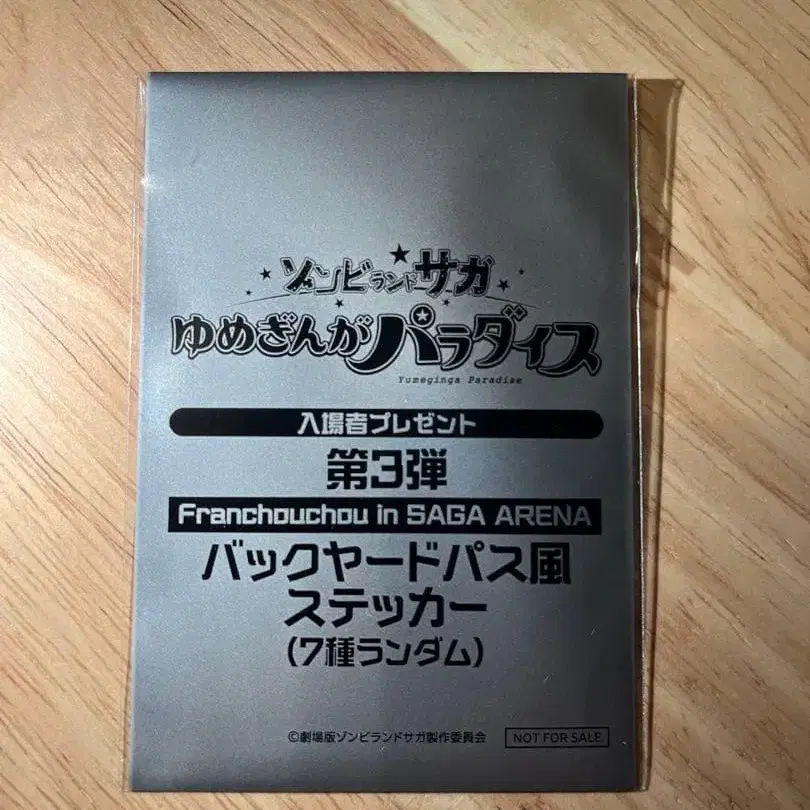 ゾンビランドサガ
ゆめぎんがパラダイス
Yumeginga Paradise
入場者プレゼント
第3弾
Franchouchou in SAGA ARENA
バックヤードパス風
ステッカー
(7種ランダム)
©劇場版ゾンビランドサガ製作委員会
NOT FOR SALE